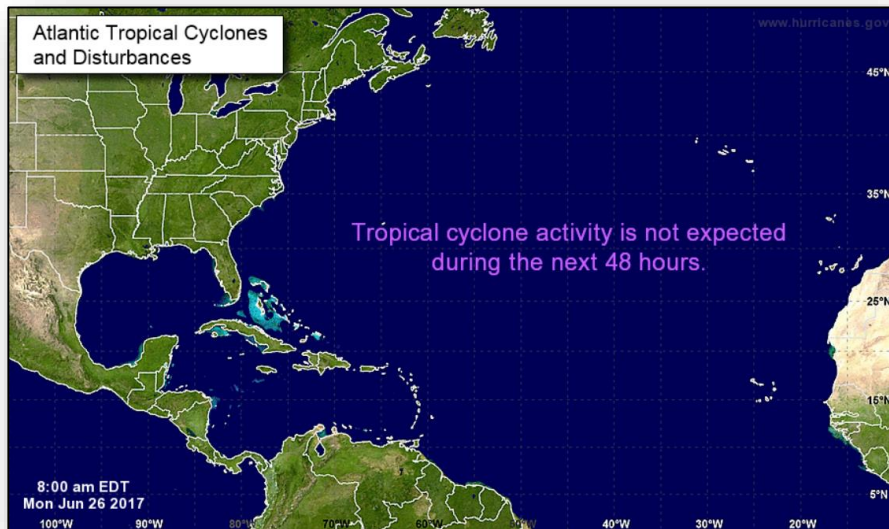 Atlantic Tropical Cyclones
and Disturbances
www.hurricanes.gov
45°N
35°N
Tropical cyclone activity is not expected
during the next 48 hours.
25°N
15°N
8:00 am EDT
Mon Jun 26 2017
5°N
100°W 90°W 80°W 70°W 60°W 50°W 40°W 30°W 20°W